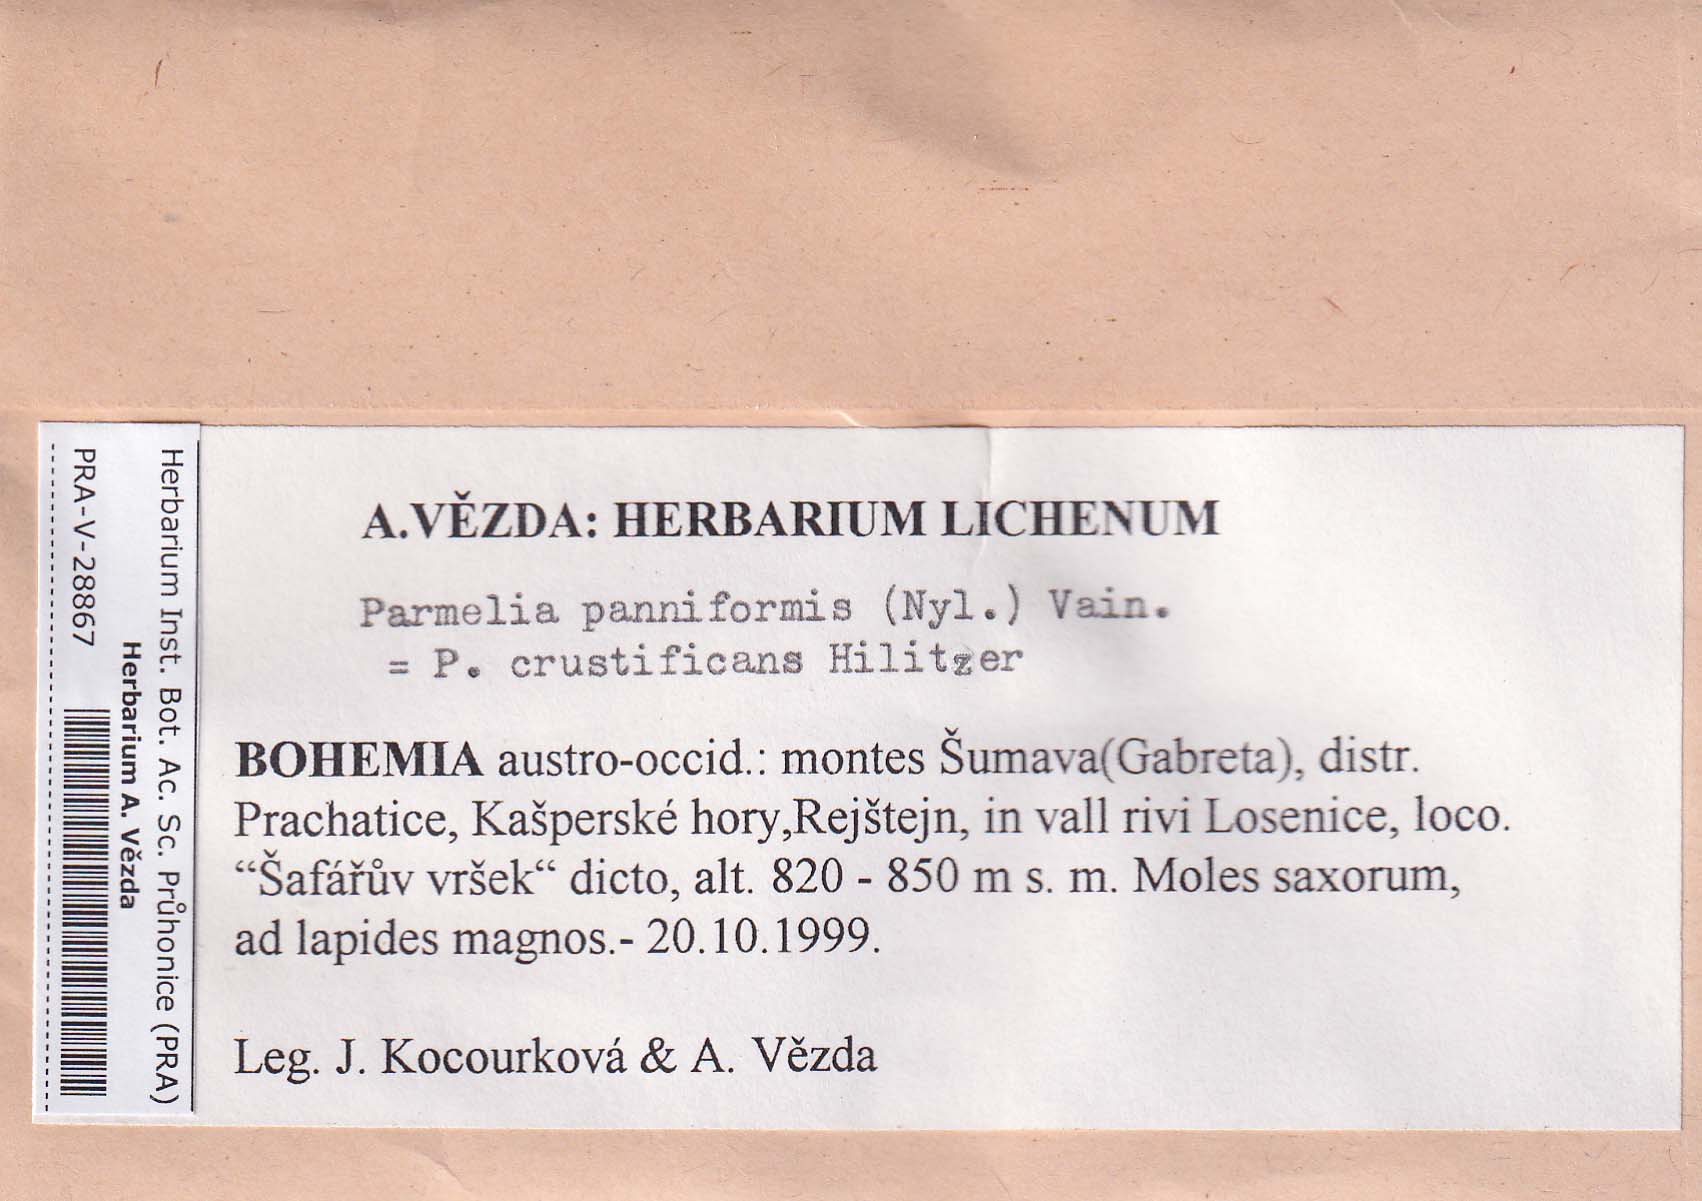 Herbarium Inst. Bot. Ac. Sc. Průhonice (PRA)
Herbarium A. Vězda
PRA-V-28867
A.VĚZDA: HERBARIUM LICHENUM
Parmelia panniformis (Nyl.) Vain.
= P. crustificans Hilitzer
BOHEMIA austro-occid.: montes Šumava(Gabreta), distr.
Prachatice, Kašperské hory,Rejštejn, in vall rivi Losenice, loco.
“Šafářův vršek“ dicto, alt. 820 - 850 m s. m. Moles saxorum,
ad lapides magnos.- 20.10.1999.
Leg. J. Kocourková & A. Vězda